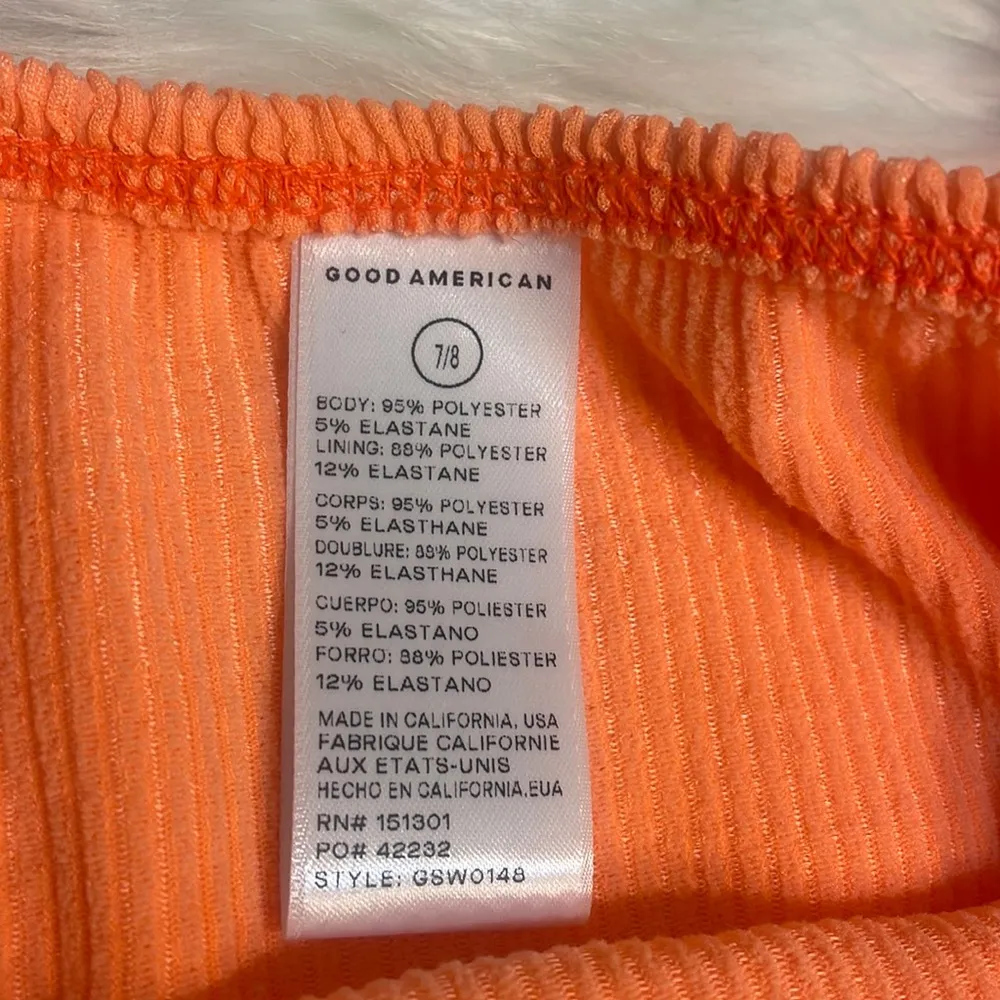 GOOD AMERICAN
7/8
BODY: 95% POLYESTER
5% ELASTANE
LINING: 88% POLYESTER
12% ELASTANE
CORPS: 95% POLYESTER
5% ELASTHANE
DOUBLURE: 88% POLYESTER
12% ELASTHANE
CUERPO: 95% POLIESTER
5% ELASTANO
FORRO: 88% POLIESTER
12% ELASTANO
MADE IN CALIFORNIA, USA
FABRIQUE CALIFORNIE
AUX ETATS-UNIS
HECHO EN CALIFORNIA,EUA
RN# 151301
PO# 42232
STYLE: GSW0148